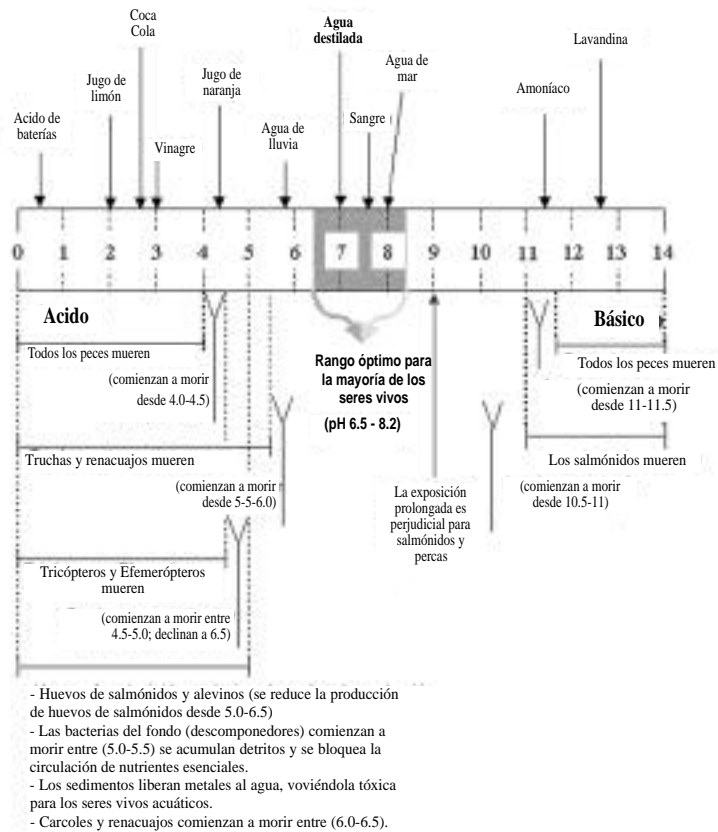 Coca
Cola
Agua
destilada
Lavandina
Jugo de
limón
Jugo de
naranja
Agua de
mar
Amoníaco
Acido de
baterías
Vinagre
Agua de
lluvia
Sangre
0 1 2 3 4 5 6 7 8 9 10 11 12 13 14
Acido
Básico
Todos los peces mueren
(comienzan a morir
desde 4.0-4.5)
Rango óptimo para
la mayoría de los
seres vivos
(pH 6.5 - 8.2)
Todos los peces mueren
(comienzan a morir
desde 11-11.5)
Truchas y renacuajos mueren
(comienzan a morir
desde 5-5-6.0)
La exposición
prolongada es
perjudicial para
salmónidos y
percas
Los salmónidos mueren
(comienzan a morir
desde 10.5-11)
Tricópteros y Efemerópteros
mueren
(comienzan a morir entre
4.5-5.0; declinan a 6.5)
- Huevos de salmónidos y alevinos (se reduce la producción
de huevos de salmónidos desde 5.0-6.5)
- Las bacterias del fondo (descomponedores) comienzan a
morir entre (5.0-5.5) se acumulan detritos y se bloquea la
circulación de nutrientes esenciales.
- Los sedimentos liberan metales al agua, voviéndola tóxica
para los seres vivos acuáticos.
- Carcoles y renacuajos comienzan a morir entre (6.0-6.5).